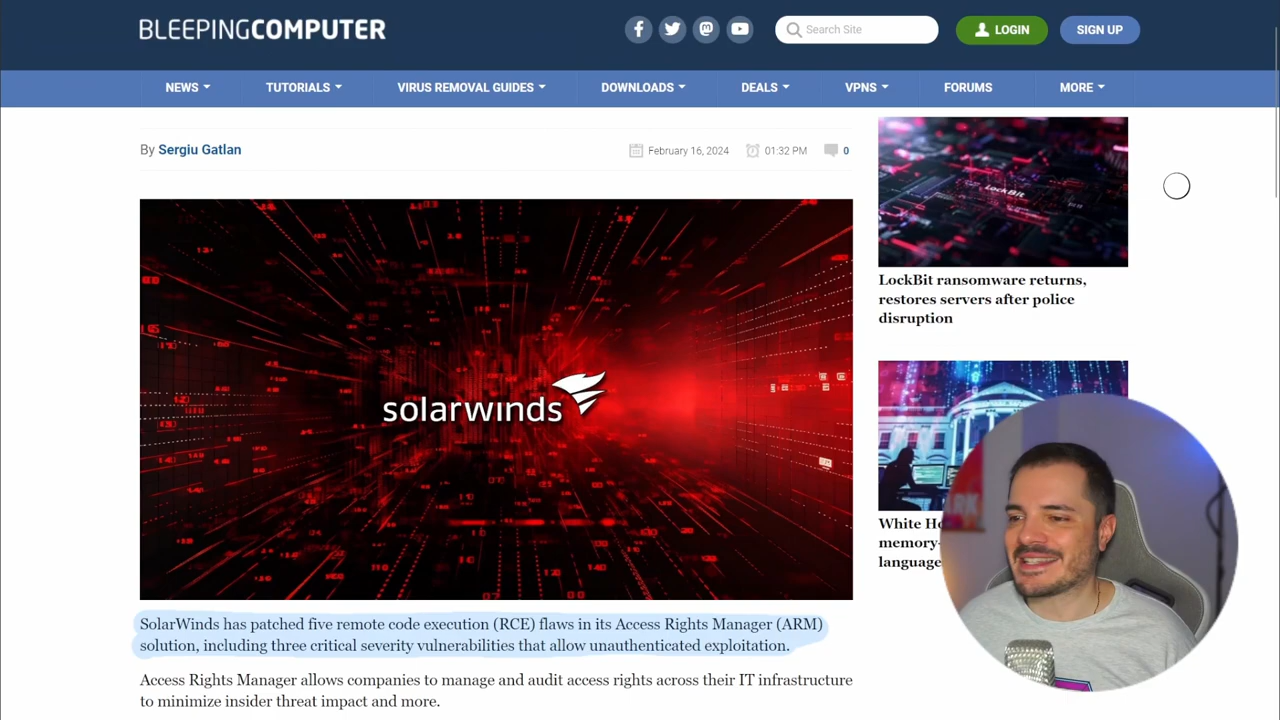 BLEEPINGCOMPUTER
Search Site
LOGIN
SIGN UP
NEWS
TUTORIALS
VIRUS REMOVAL GUIDES
DOWNLOADS
DEALS
VPNS
FORUMS
MORE
By Sergiu Gatlan
February 16, 2024
01:32 PM
0
solarwinds
SolarWinds has patched five remote code execution (RCE) flaws in its Access Rights Manager (ARM)
solution, including three critical severity vulnerabilities that allow unauthenticated exploitation.
Access Rights Manager allows companies to manage and audit access rights across their IT infrastructure
to minimize insider threat impact and more.
LockBit
LockBit ransomware returns,
restores servers after police
disruption
White
memory-
language